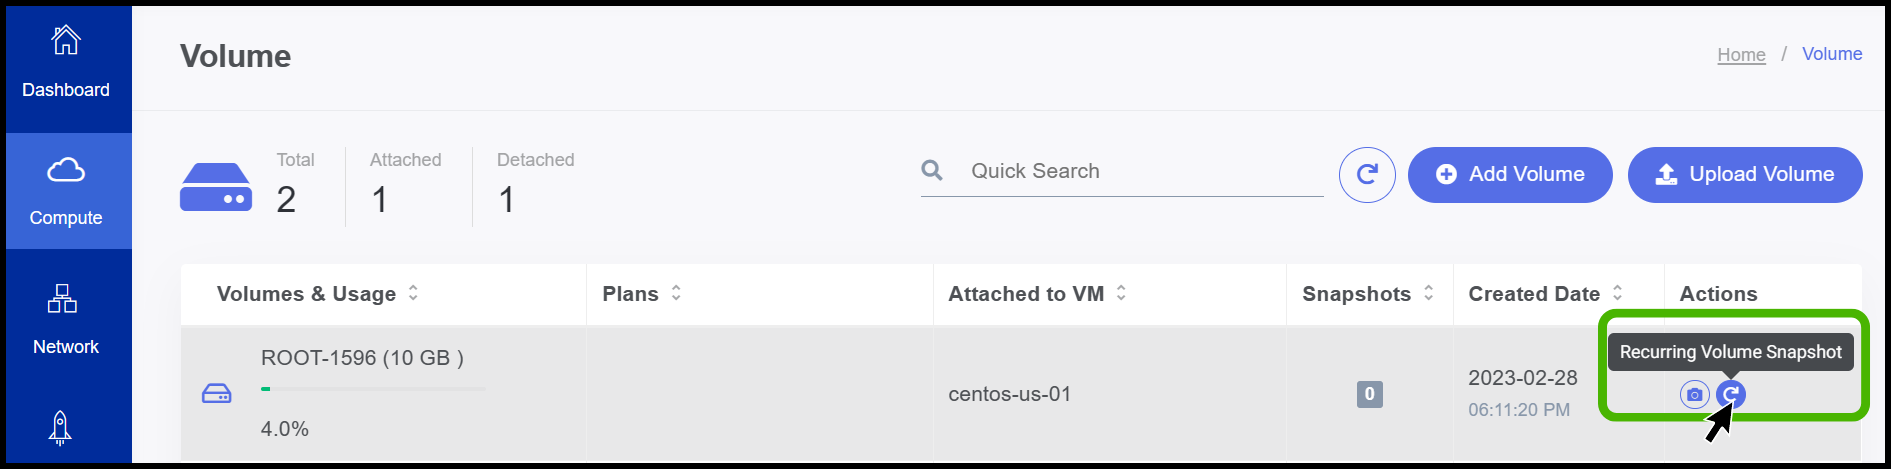 Dashboard
Compute
Network
Volume
Home / Volume
Total
2
Attached
1
Detached
1
Quick Search
Add Volume
Upload Volume
Volumes & Usage
Plans
Attached to VM
Snapshots
Created Date
Actions
ROOT-1596 (10 GB )
4.0%
centos-us-01
0
2023-02-28
06:11:20 PM
Recurring Volume Snapshot